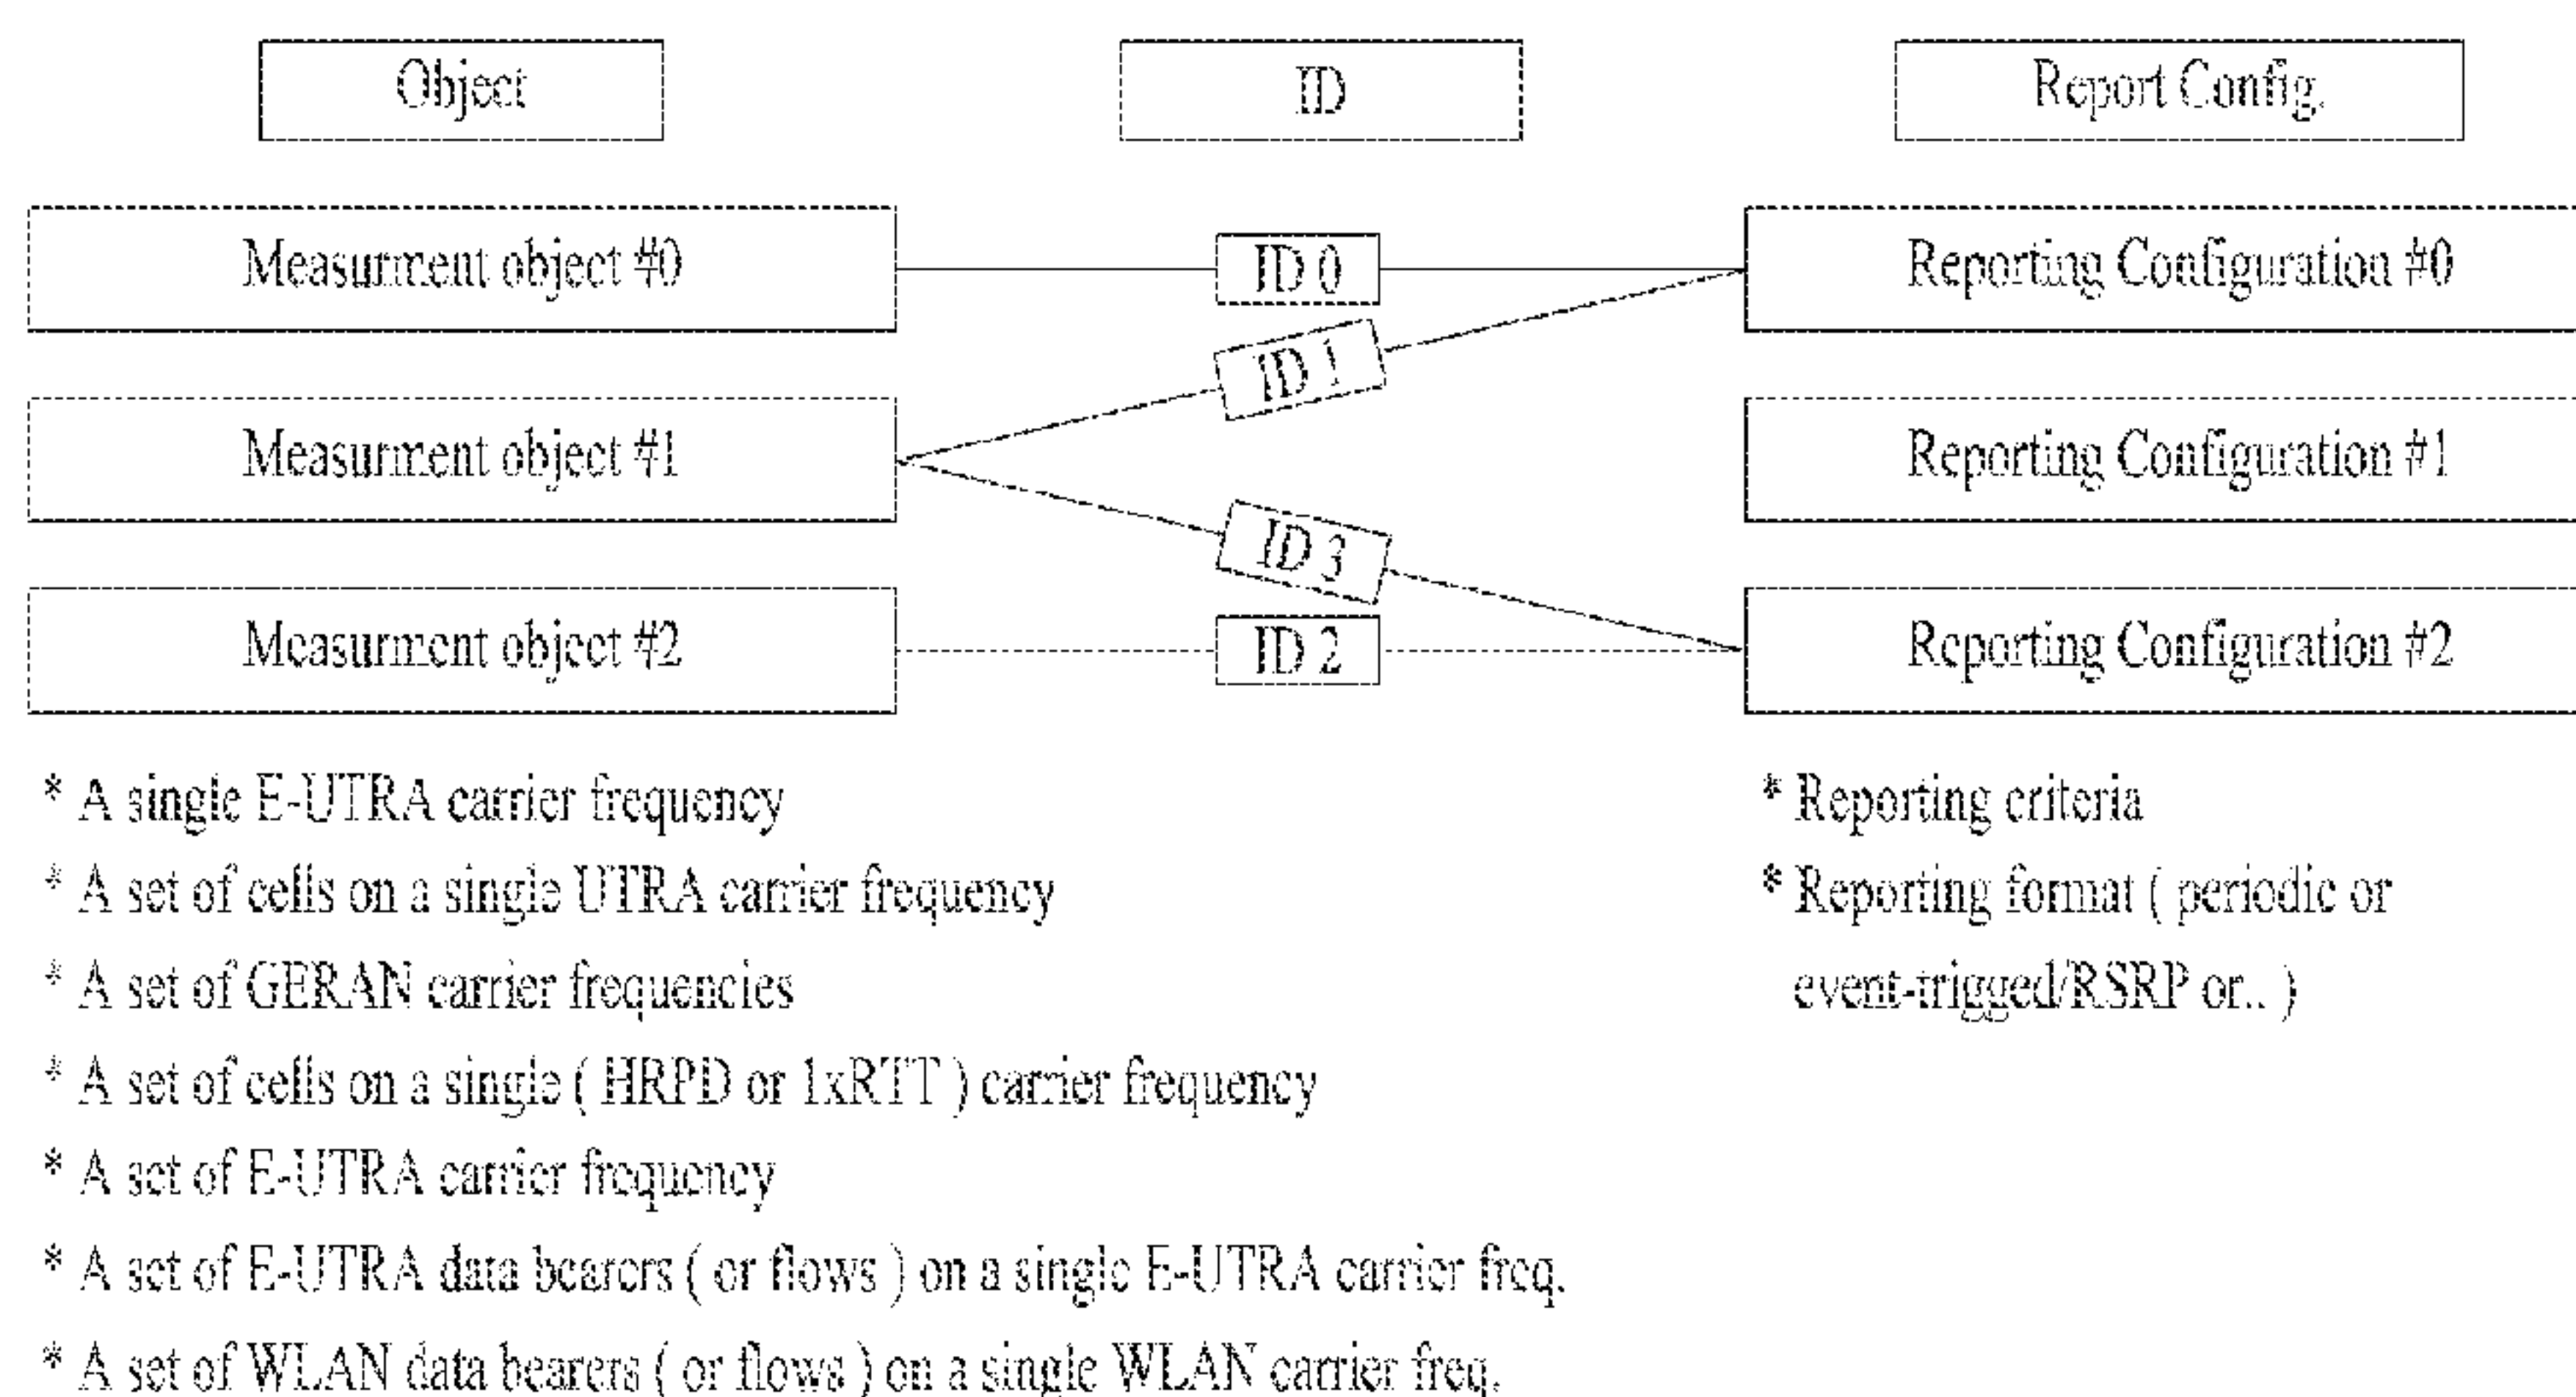 Object
ID
Report Config.
Measurment object #0
ID 0
Reporting Configuration #0
ID 1
Measurment object #1
Reporting Configuration #1
ID 3
Measurment object #2
ID 2
Reporting Configuration #2
* A single E-UTRA carrier frequency
* A set of cells on a single UTRA carrier frequency
* A set of GERAN carrier frequencies
* A set of cells on a single ( HRPD or 1xRTT ) carrier frequency
* A set of E-UTRA carrier frequency
* A set of E-UTRA data bearers ( or flows ) on a single E-UTRA carrier freq.
* A set of WLAN data bearers ( or flows ) on a single WLAN carrier freq.
* Reporting criteria
* Reporting format ( periodic or
event-trigged/RSRP or.. )